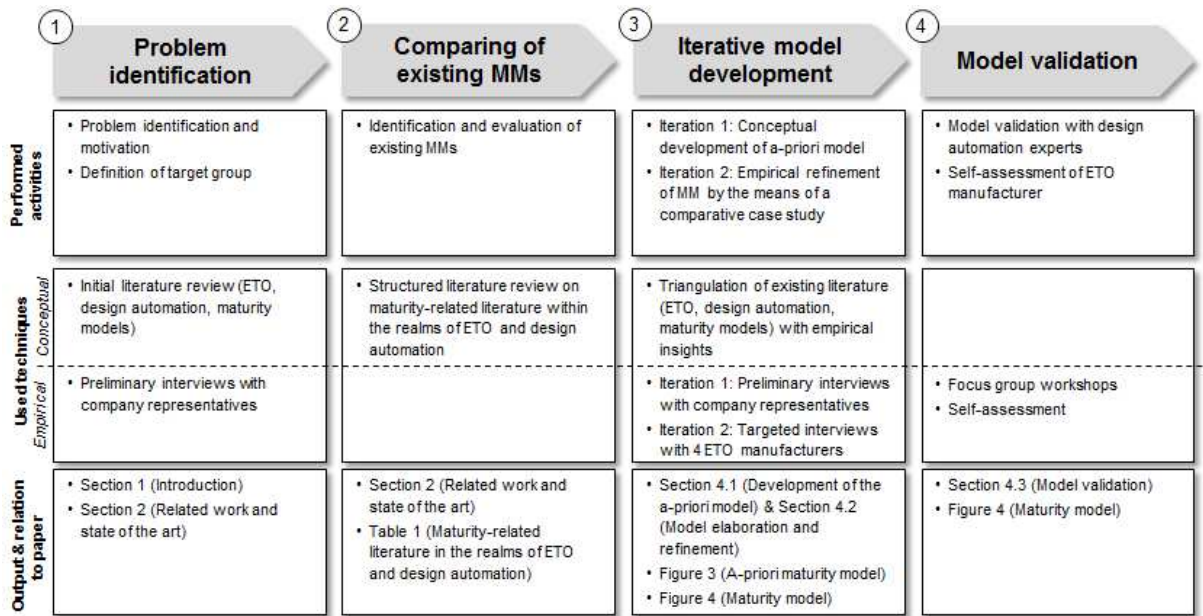 1
Problem
identification
2
Comparing of
existing MMs
3
Iterative model
development
4
Model validation
Performed
activities
• Problem identification and
motivation
• Definition of target group
• Identification and evaluation of
existing MMs
• Iteration 1: Conceptual
development of a-priori model
• Iteration 2: Empirical refinement
of MM by the means of a
comparative case study
• Model validation with design
automation experts
• Self-assessment of ETO
manufacturer
Used techniques
Conceptual
• Initial literature review (ETO,
design automation, maturity
models)
• Structured literature review on
maturity-related literature within
the realms of ETO and design
automation
• Triangulation of existing literature
(ETO, design automation,
maturity models) with empirical
insights
Empirical
• Preliminary interviews with
company representatives
• Iteration 1: Preliminary interviews
with company representatives
• Iteration 2: Targeted interviews
with 4 ETO manufacturers
• Focus group workshops
• Self-assessment
Output & relation
to paper
• Section 1 (Introduction)
• Section 2 (Related work and
state of the art)
• Section 2 (Related work and
state of the art)
• Table 1 (Maturity-related
literature in the realms of ETO
and design automation)
• Section 4.1 (Development of the
a-priori model) & Section 4.2
(Model elaboration and
refinement)
• Figure 3 (A-priori maturity model)
• Figure 4 (Maturity model)
• Section 4.3 (Model validation)
• Figure 4 (Maturity model)